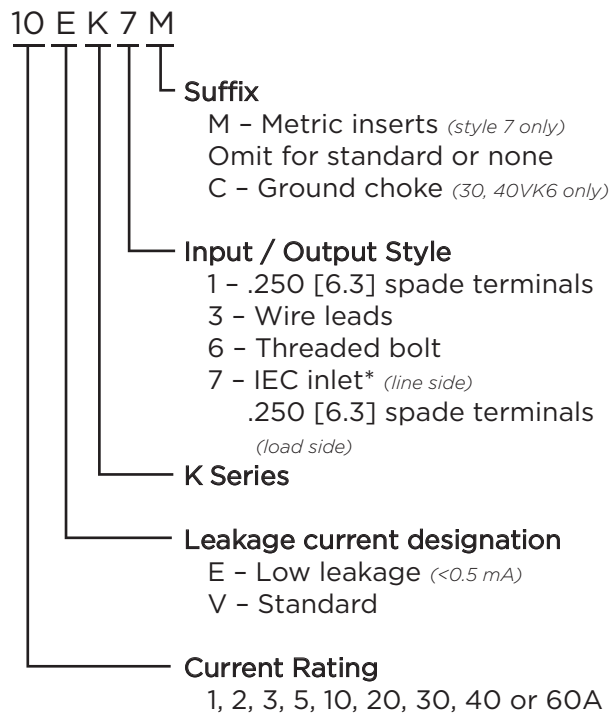 10 E K 7 M
Suffix
M – Metric inserts (style 7 only)
Omit for standard or none
C – Ground choke (30, 40VK6 only)
Input / Output Style
1 – .250 [6.3] spade terminals
3 – Wire leads
6 – Threaded bolt
7 – IEC inlet* (line side)
.250 [6.3] spade terminals
(load side)
K Series
Leakage current designation
E – Low leakage (<0.5 mA)
V – Standard
Current Rating
1, 2, 3, 5, 10, 20, 30, 40 or 60A